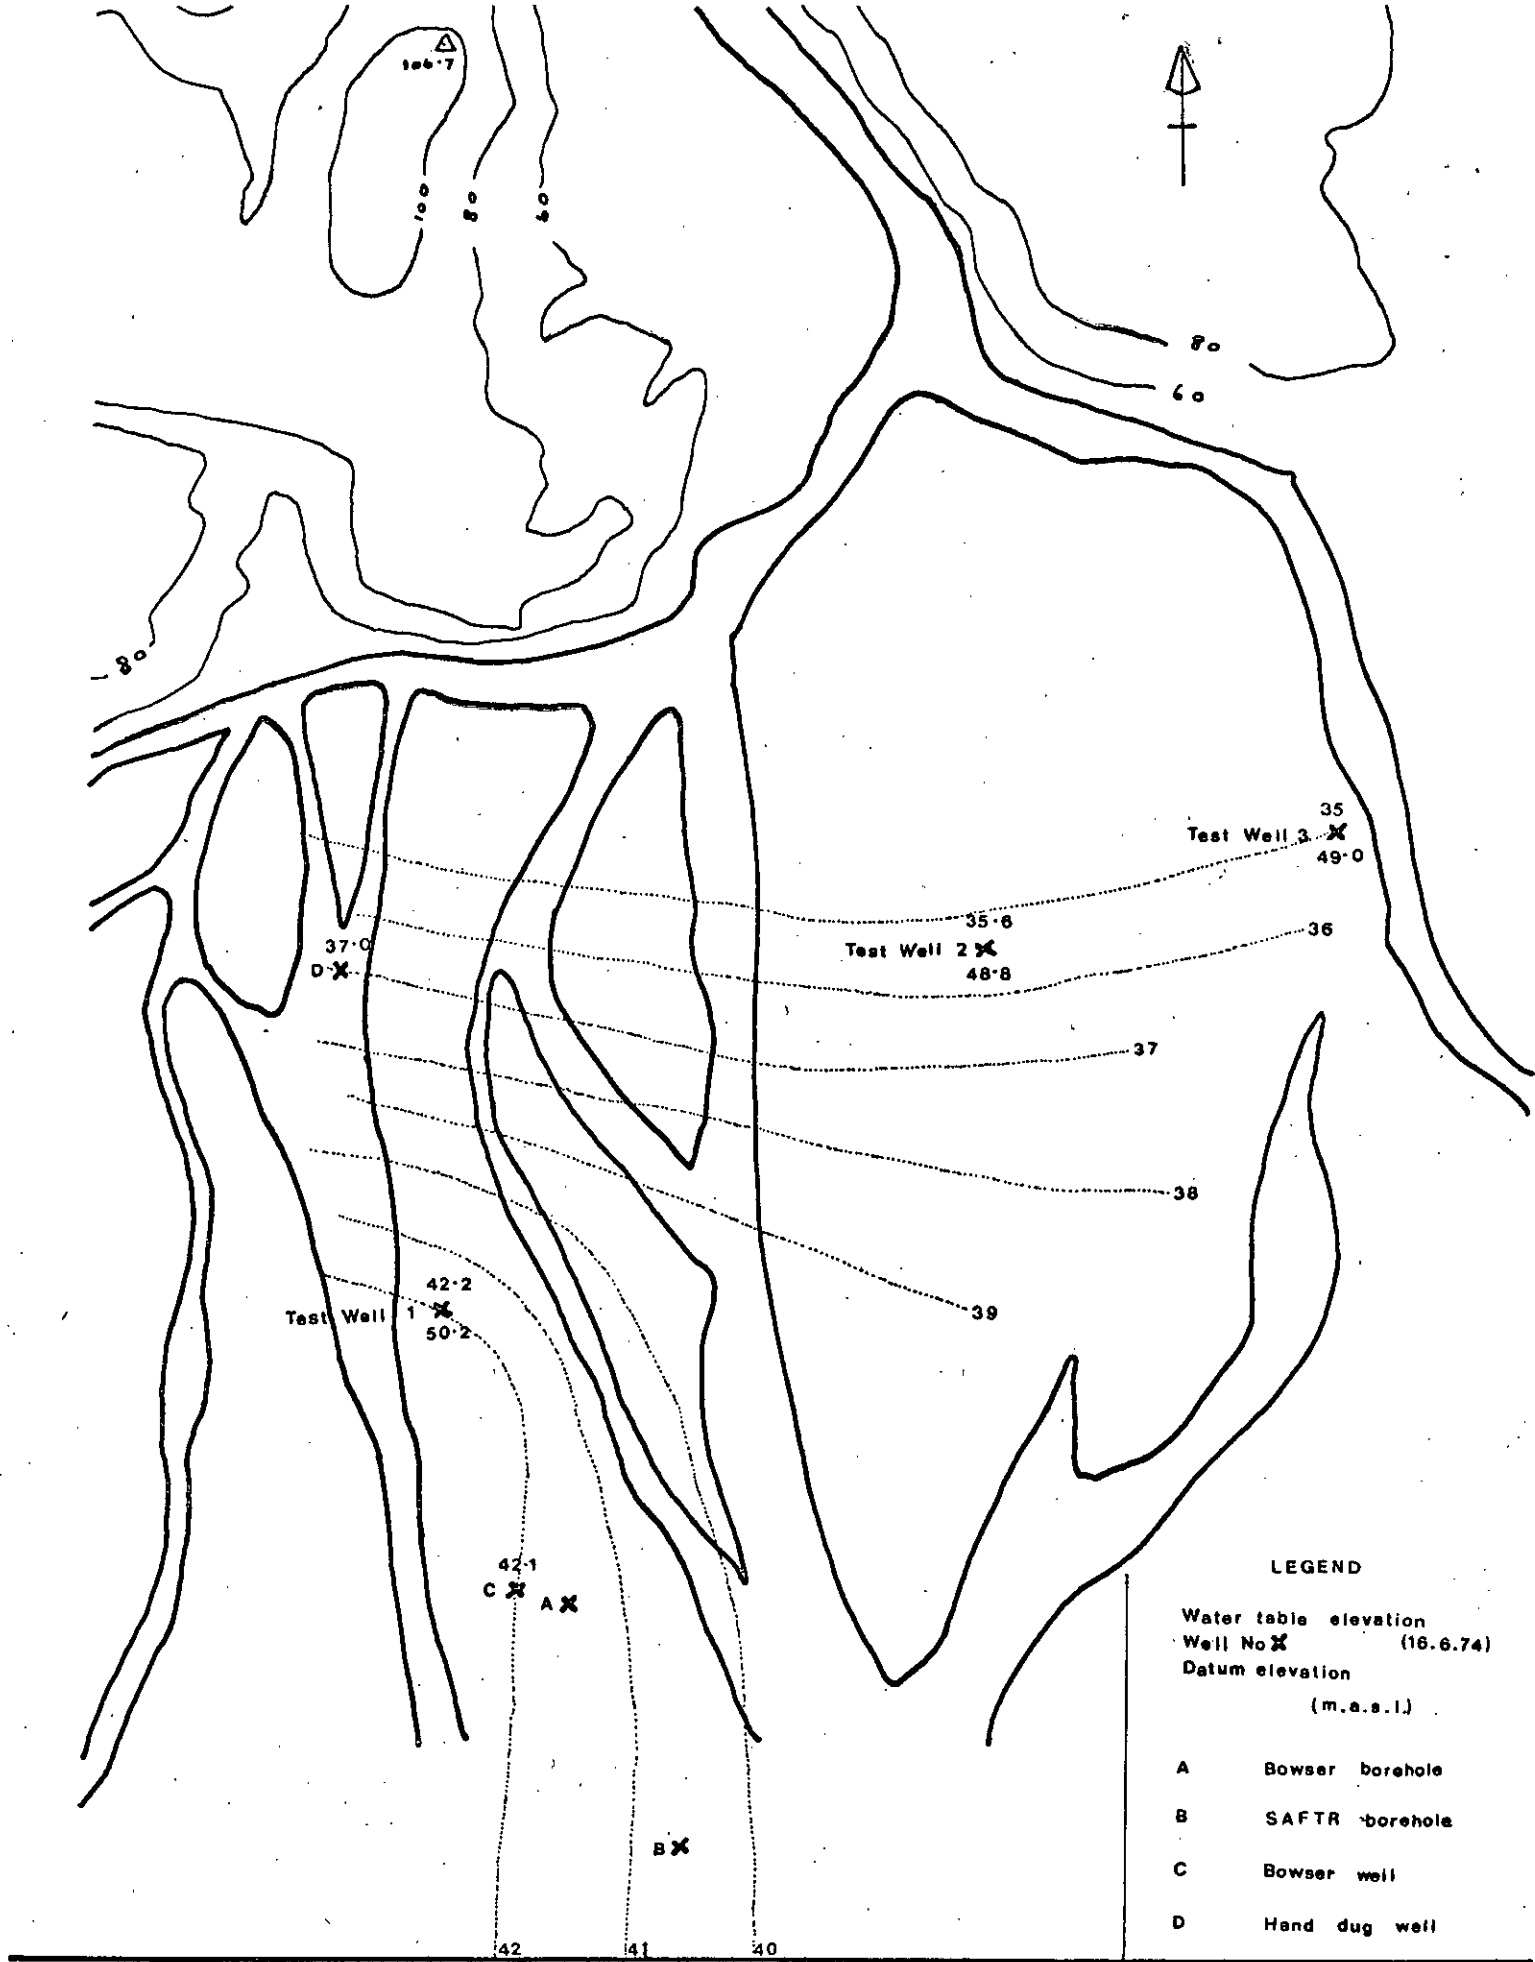 106·7
100
80
60
80
60
80
35
Test Well 3
49·0
35·6
Test Well 2
48·8
36
37·0
D
37
38
39
42·2
Test Well 1
50·2
42·1
C
A
B
42
41
40
LEGEND
Water table elevation
Well No (16.6.74)
Datum elevation
(m.a.s.l.)
A Bowser borehole
B SAFTR borehole
C Bowser well
D Hand dug well